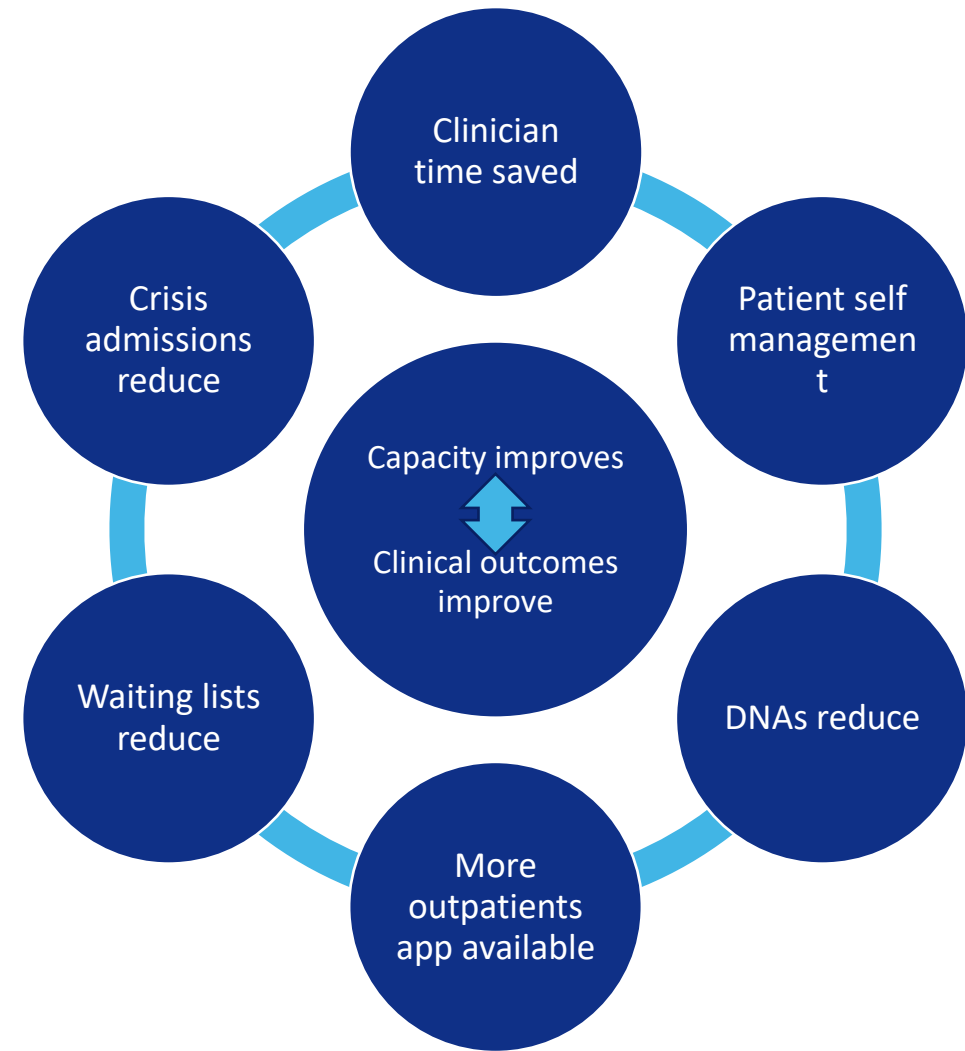 Clinician
time saved
Patient self
managemen
t
DNAs reduce
More
outpatients
app available
Waiting lists
reduce
Crisis
admissions
reduce
Capacity improves
Clinical outcomes
improve